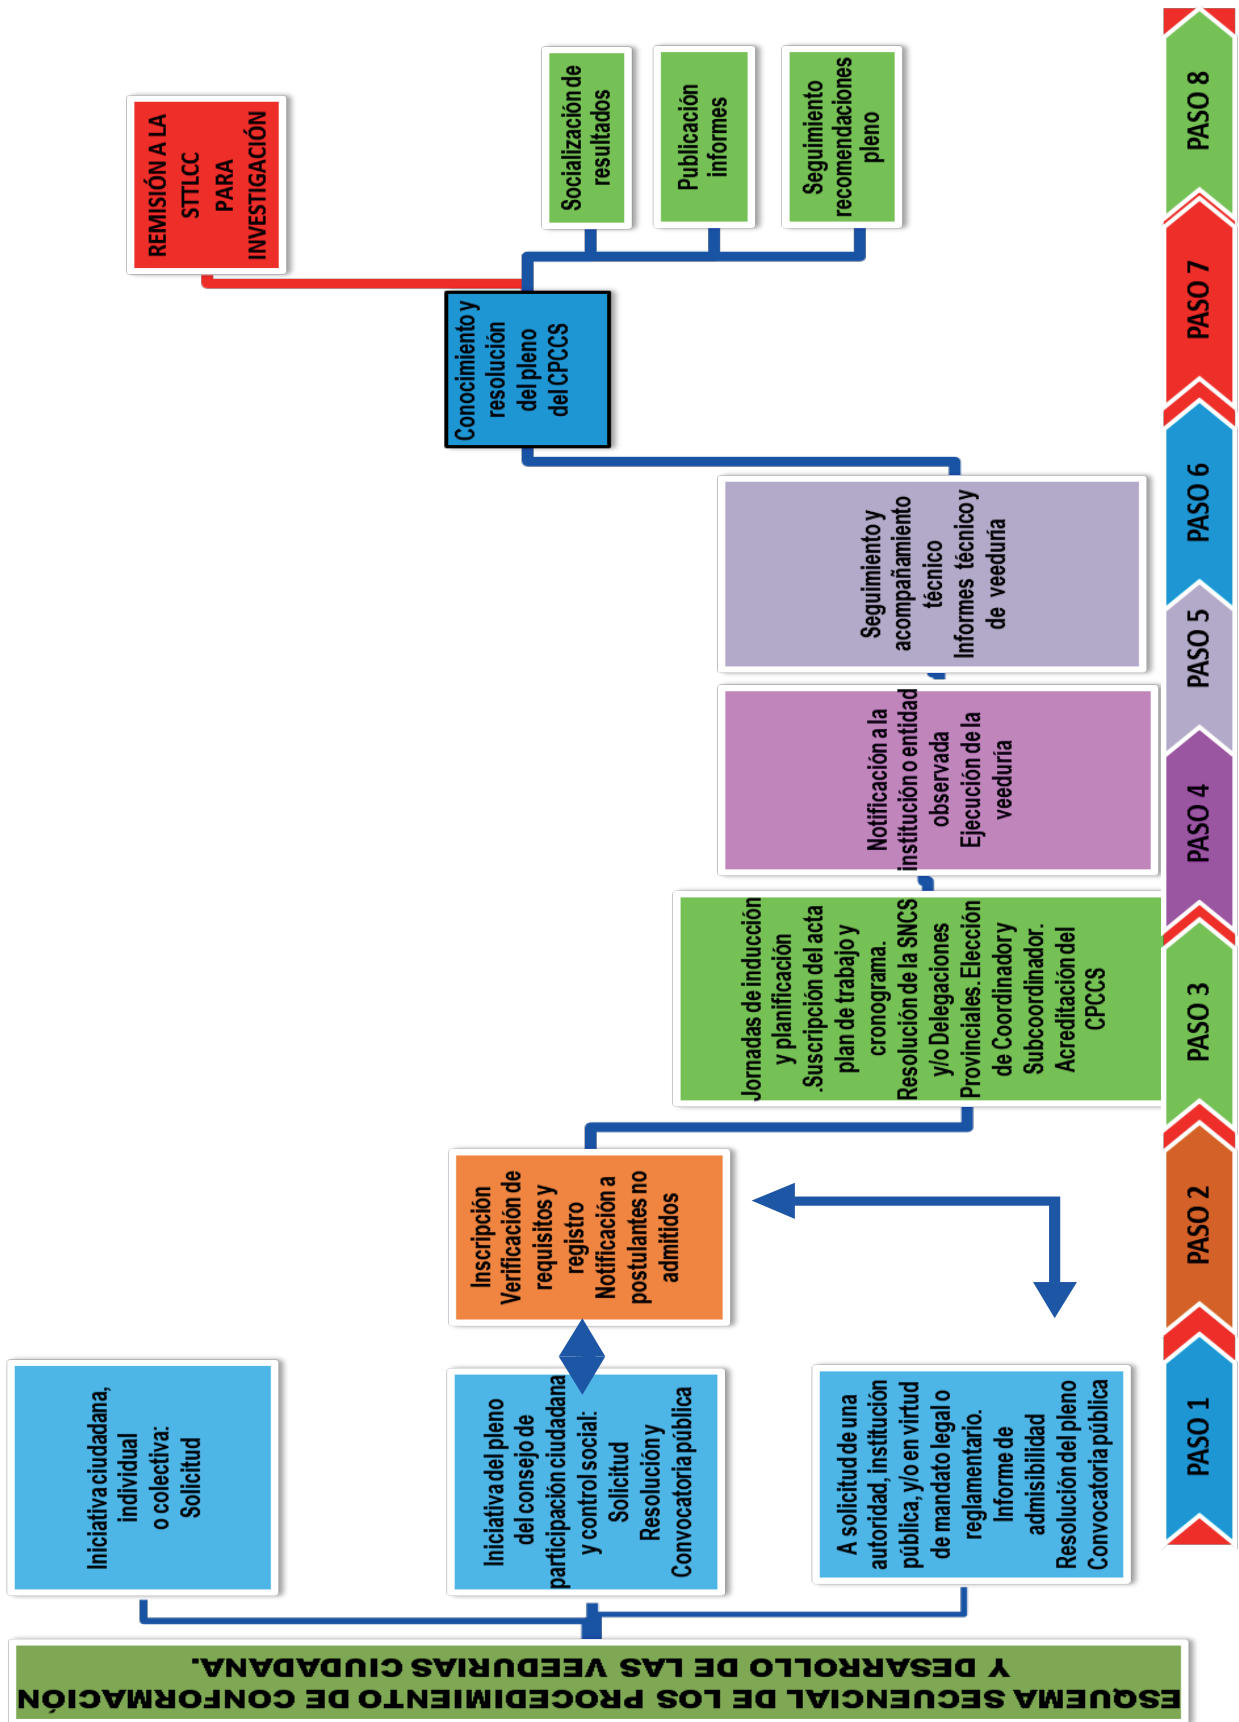 ESQUEMA SECUENCIAL DE LOS PROCEDIMIENTO DE CONFORMACIÓN
Y DESARROLLO DE LAS VEEDURIAS CIUDADANA.
Iniciativa ciudadana,
individual
o colectiva:
Solicitud
Iniciativa del pleno
del consejo de
participación ciudadana
y control social:
Solicitud
Resolución y
Convocatoria pública
A solicitud de una
autoridad, institución
pública, y/o en virtud
de mandato legal o
reglamentario.
Informe de
admisibilidad
Resolución del pleno
Convocatoria pública
Inscripción
Verificación de
requisitos y
registro
Notificación a
postulantes no
admitidos
Jornadas de inducción
y planificación
.Suscripción del acta
plan de trabajo y
cronograma.
Resolución de la SNCS
y/o Delegaciones
Provinciales. Elección
de Coordinador y
Subcoordinador.
Acreditación del
CPCCS
Notificación a la
institución o entidad
observada
Ejecución de la
veeduría
Seguimiento y
acompañamiento
técnico
Informes técnico y
de veeduría
Conocimiento y
resolución
del pleno
del CPCCS
REMISIÓN A LA
STTLCC
PARA
INVESTIGACIÓN
Socialización de
resultados
Publicación
informes
Seguimiento
recomendaciones
pleno
PASO 1
PASO 2
PASO 3
PASO 4
PASO 5
PASO 6
PASO 7
PASO 8